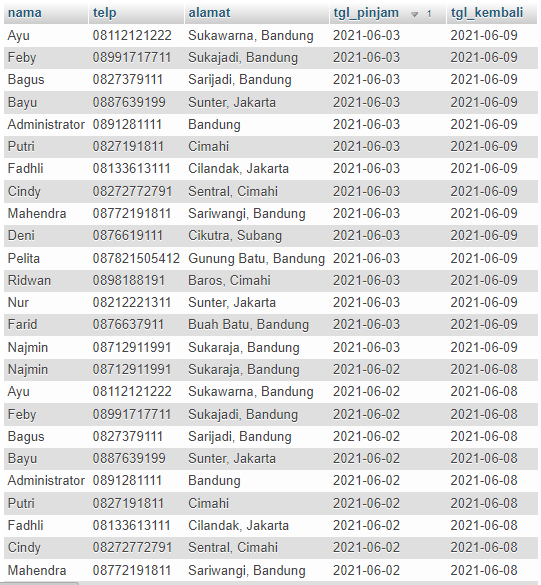 nama telp alamat tgl_pinjam 1 tgl_kembali
Ayu 08112121222 Sukawarna, Bandung 2021-06-03 2021-06-09
Feby 08991717711 Sukajadi, Bandung 2021-06-03 2021-06-09
Bagus 0827379111 Sarijadi, Bandung 2021-06-03 2021-06-09
Bayu 0887639199 Sunter, Jakarta 2021-06-03 2021-06-09
Administrator 0891281111 Bandung 2021-06-03 2021-06-09
Putri 0827191811 Cimahi 2021-06-03 2021-06-09
Fadhli 08133613111 Cilandak, Jakarta 2021-06-03 2021-06-09
Cindy 08272772791 Sentral, Cimahi 2021-06-03 2021-06-09
Mahendra 08772191811 Sariwangi, Bandung 2021-06-03 2021-06-09
Deni 0876619111 Cikutra, Subang 2021-06-03 2021-06-09
Pelita 087821505412 Gunung Batu, Bandung 2021-06-03 2021-06-09
Ridwan 0898188191 Baros, Cimahi 2021-06-03 2021-06-09
Nur 08212221311 Sunter, Jakarta 2021-06-03 2021-06-09
Farid 0876637911 Buah Batu, Bandung 2021-06-03 2021-06-09
Najmin 08712911991 Sukaraja, Bandung 2021-06-03 2021-06-09
Najmin 08712911991 Sukaraja, Bandung 2021-06-02 2021-06-08
Ayu 08112121222 Sukawarna, Bandung 2021-06-02 2021-06-08
Feby 08991717711 Sukajadi, Bandung 2021-06-02 2021-06-08
Bagus 0827379111 Sarijadi, Bandung 2021-06-02 2021-06-08
Bayu 0887639199 Sunter, Jakarta 2021-06-02 2021-06-08
Administrator 0891281111 Bandung 2021-06-02 2021-06-08
Putri 0827191811 Cimahi 2021-06-02 2021-06-08
Fadhli 08133613111 Cilandak, Jakarta 2021-06-02 2021-06-08
Cindy 08272772791 Sentral, Cimahi 2021-06-02 2021-06-08
Mahendra 08772191811 Sariwangi, Bandung 2021-06-02 2021-06-08